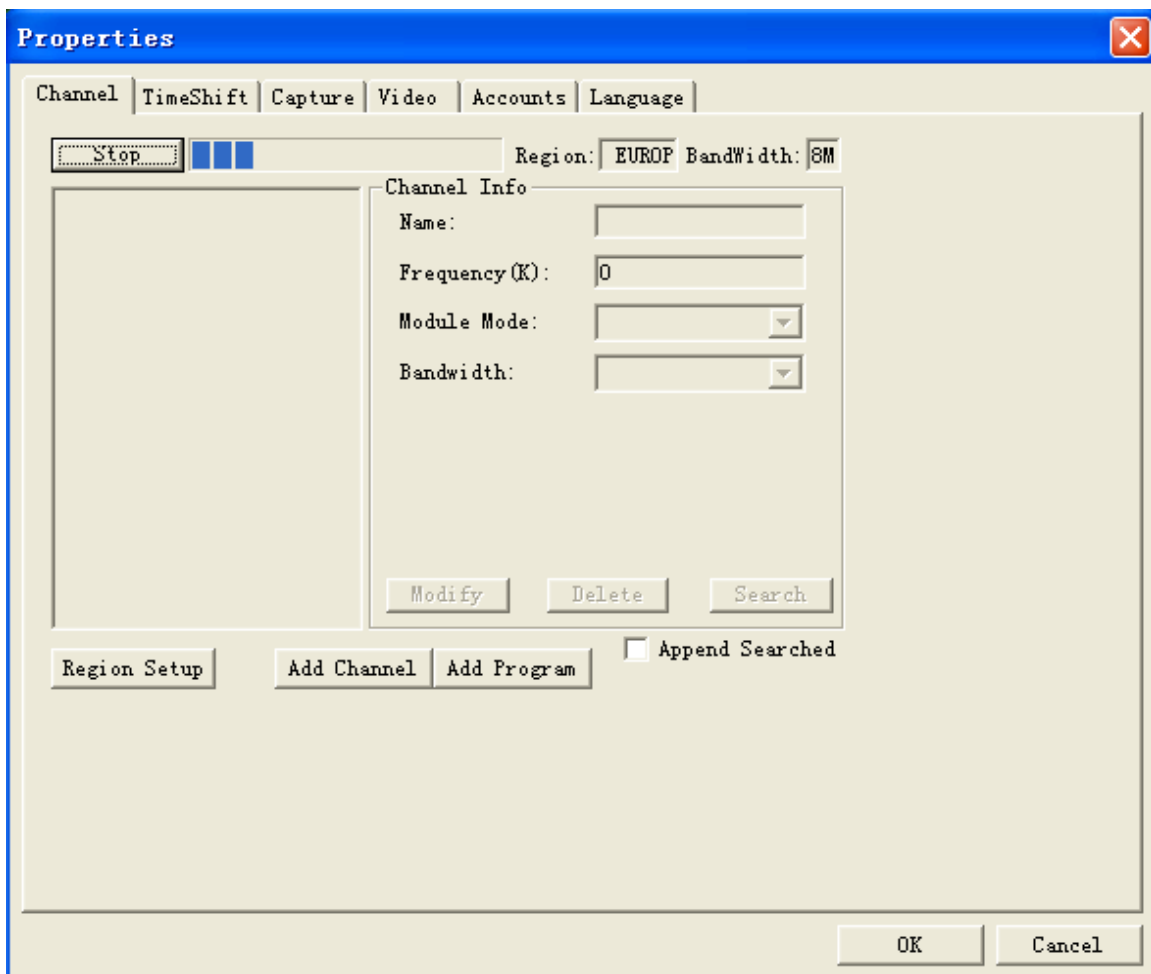 Properties
Channel TimeShift Capture Video Accounts Language
Stop Region: EUROP BandWidth: 8M
Channel Info
Name:
Frequency(K): 0
Module Mode:
Bandwidth:
Modify Delete Search
Append Searched
Region Setup Add Channel Add Program
OK Cancel